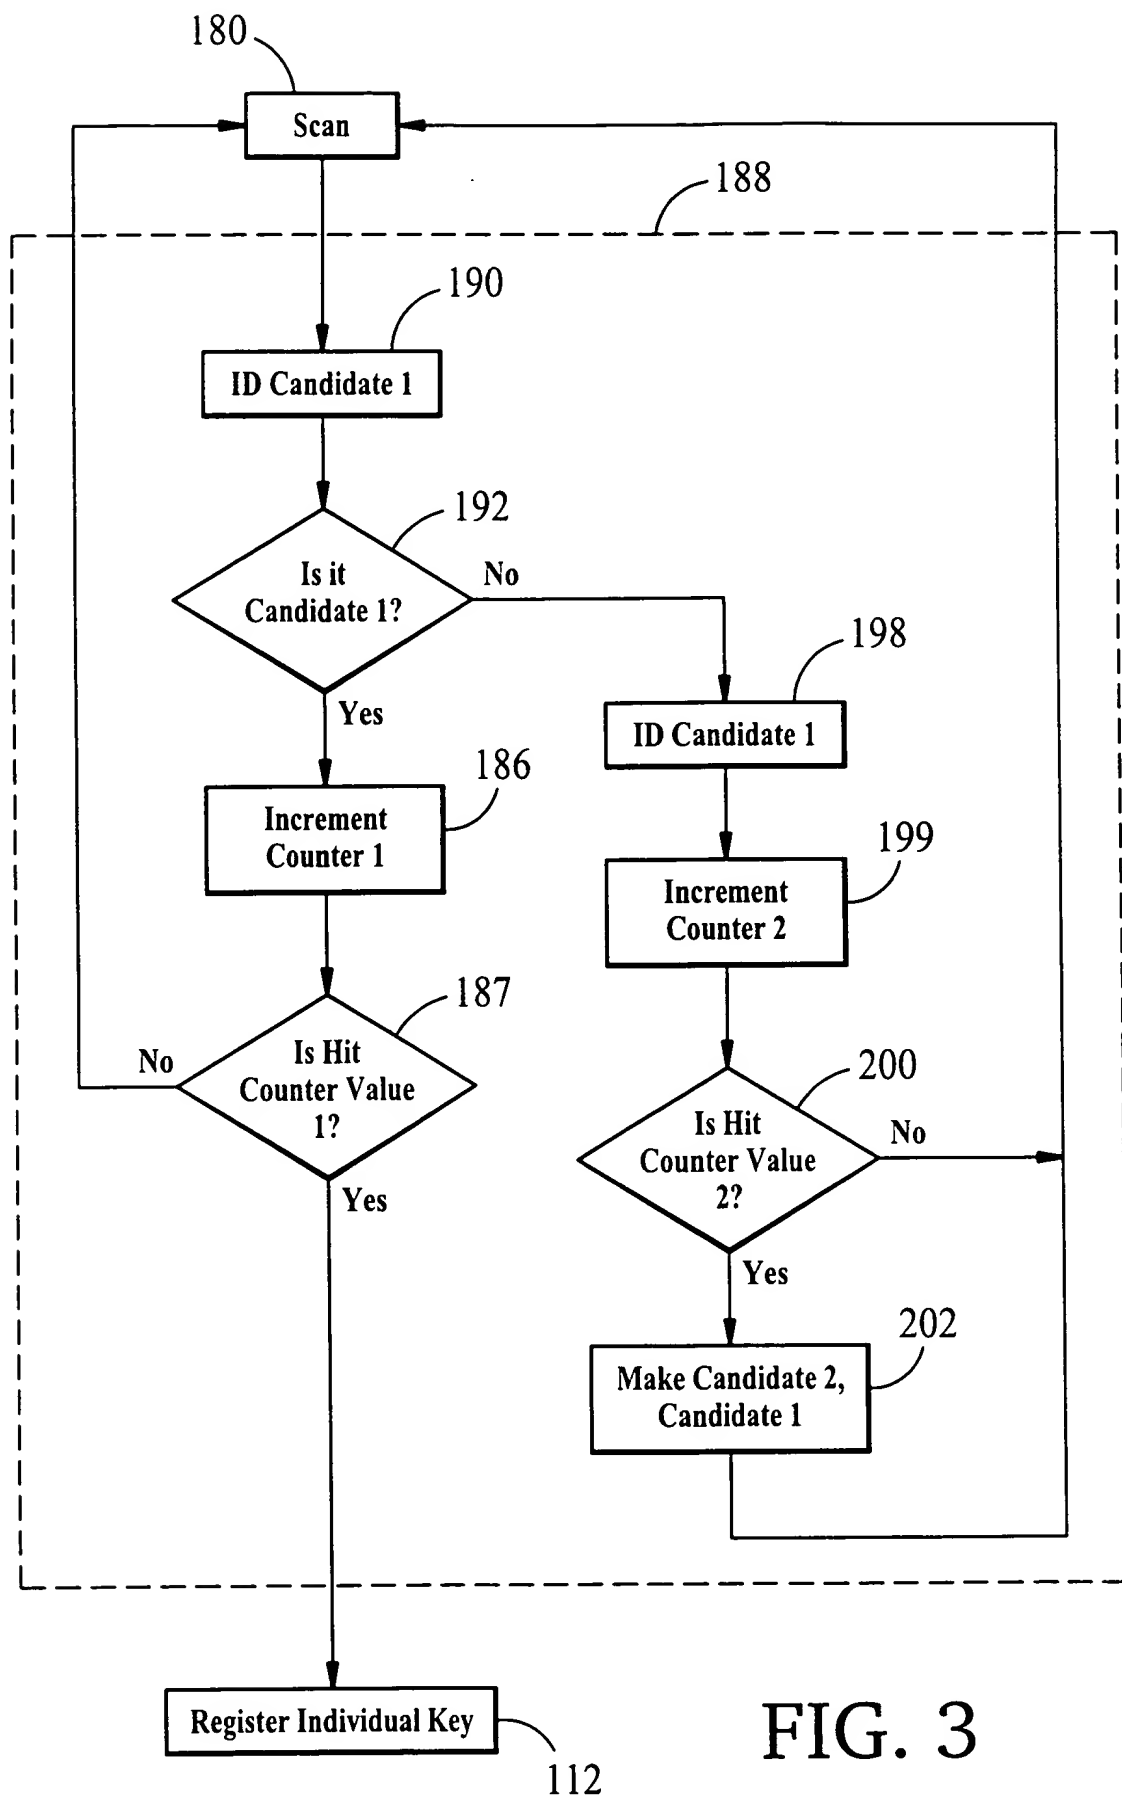 180
Scan
188
190
ID Candidate 1
192
Is it
Candidate 1?
No
Yes
198
ID Candidate 1
186
Increment
Counter 1
199
Increment
Counter 2
187
Is Hit
Counter Value
1?
No
Yes
200
Is Hit
Counter Value
2?
No
Yes
202
Make Candidate 2,
Candidate 1
Register Individual Key
112
FIG. 3